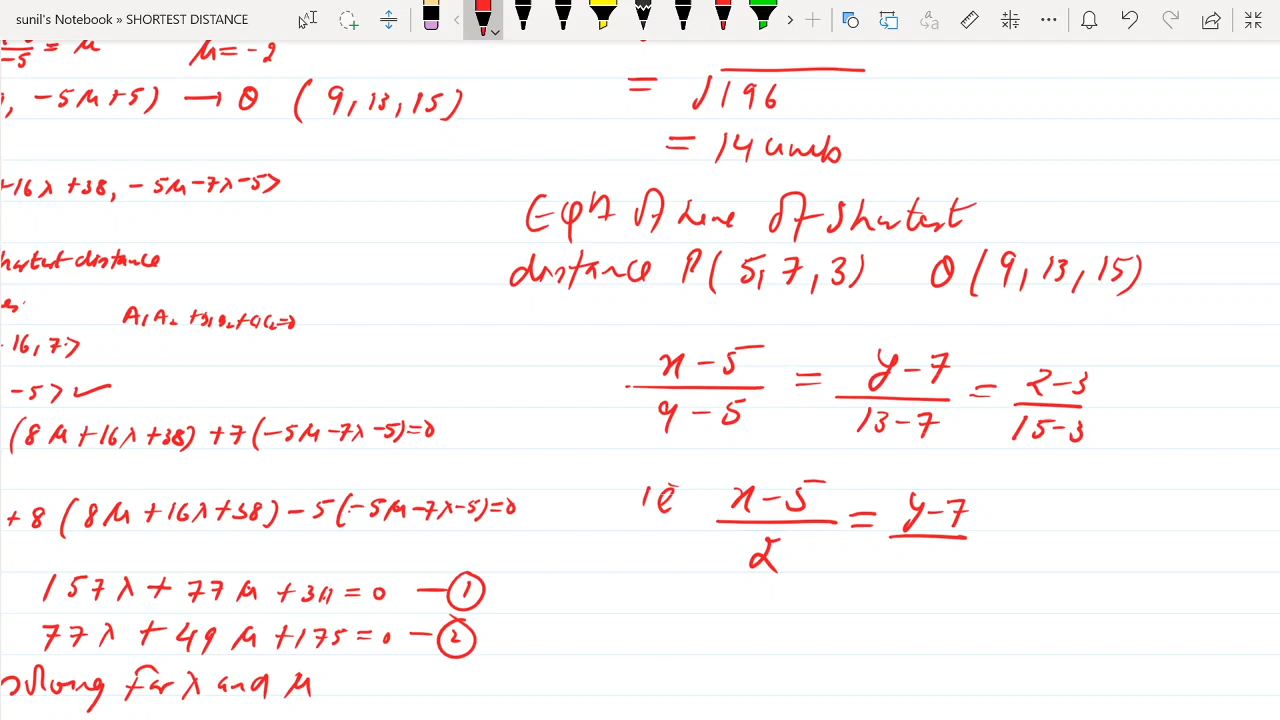 sunil's Notebook » SHORTEST DISTANCE
-5 = μ μ = -2
, -5μ+5) → Q (9, 13, 15)
+16λ+38, -5μ-7λ-5>
hortest distance
es
A₁A₂ + B₁B₂ + C₁C₂ = 0
16, 7>
-5> ✓
(8μ+16λ+38) +7(-5μ-7λ-5)=0
+8 (8μ+16λ+38) -5(-5μ-7λ-5)=0
157λ + 77μ + 311 = 0 — ①
77λ + 49μ + 175 = 0 — ②
solving for λ and μ
= √196
= 14 units
Eqn of line of shortest
distance P(5, 7, 3) Q(9, 13, 15)
x-5/9-5 = y-7/13-7 = z-3/15-3
ie x-5/2 = y-7